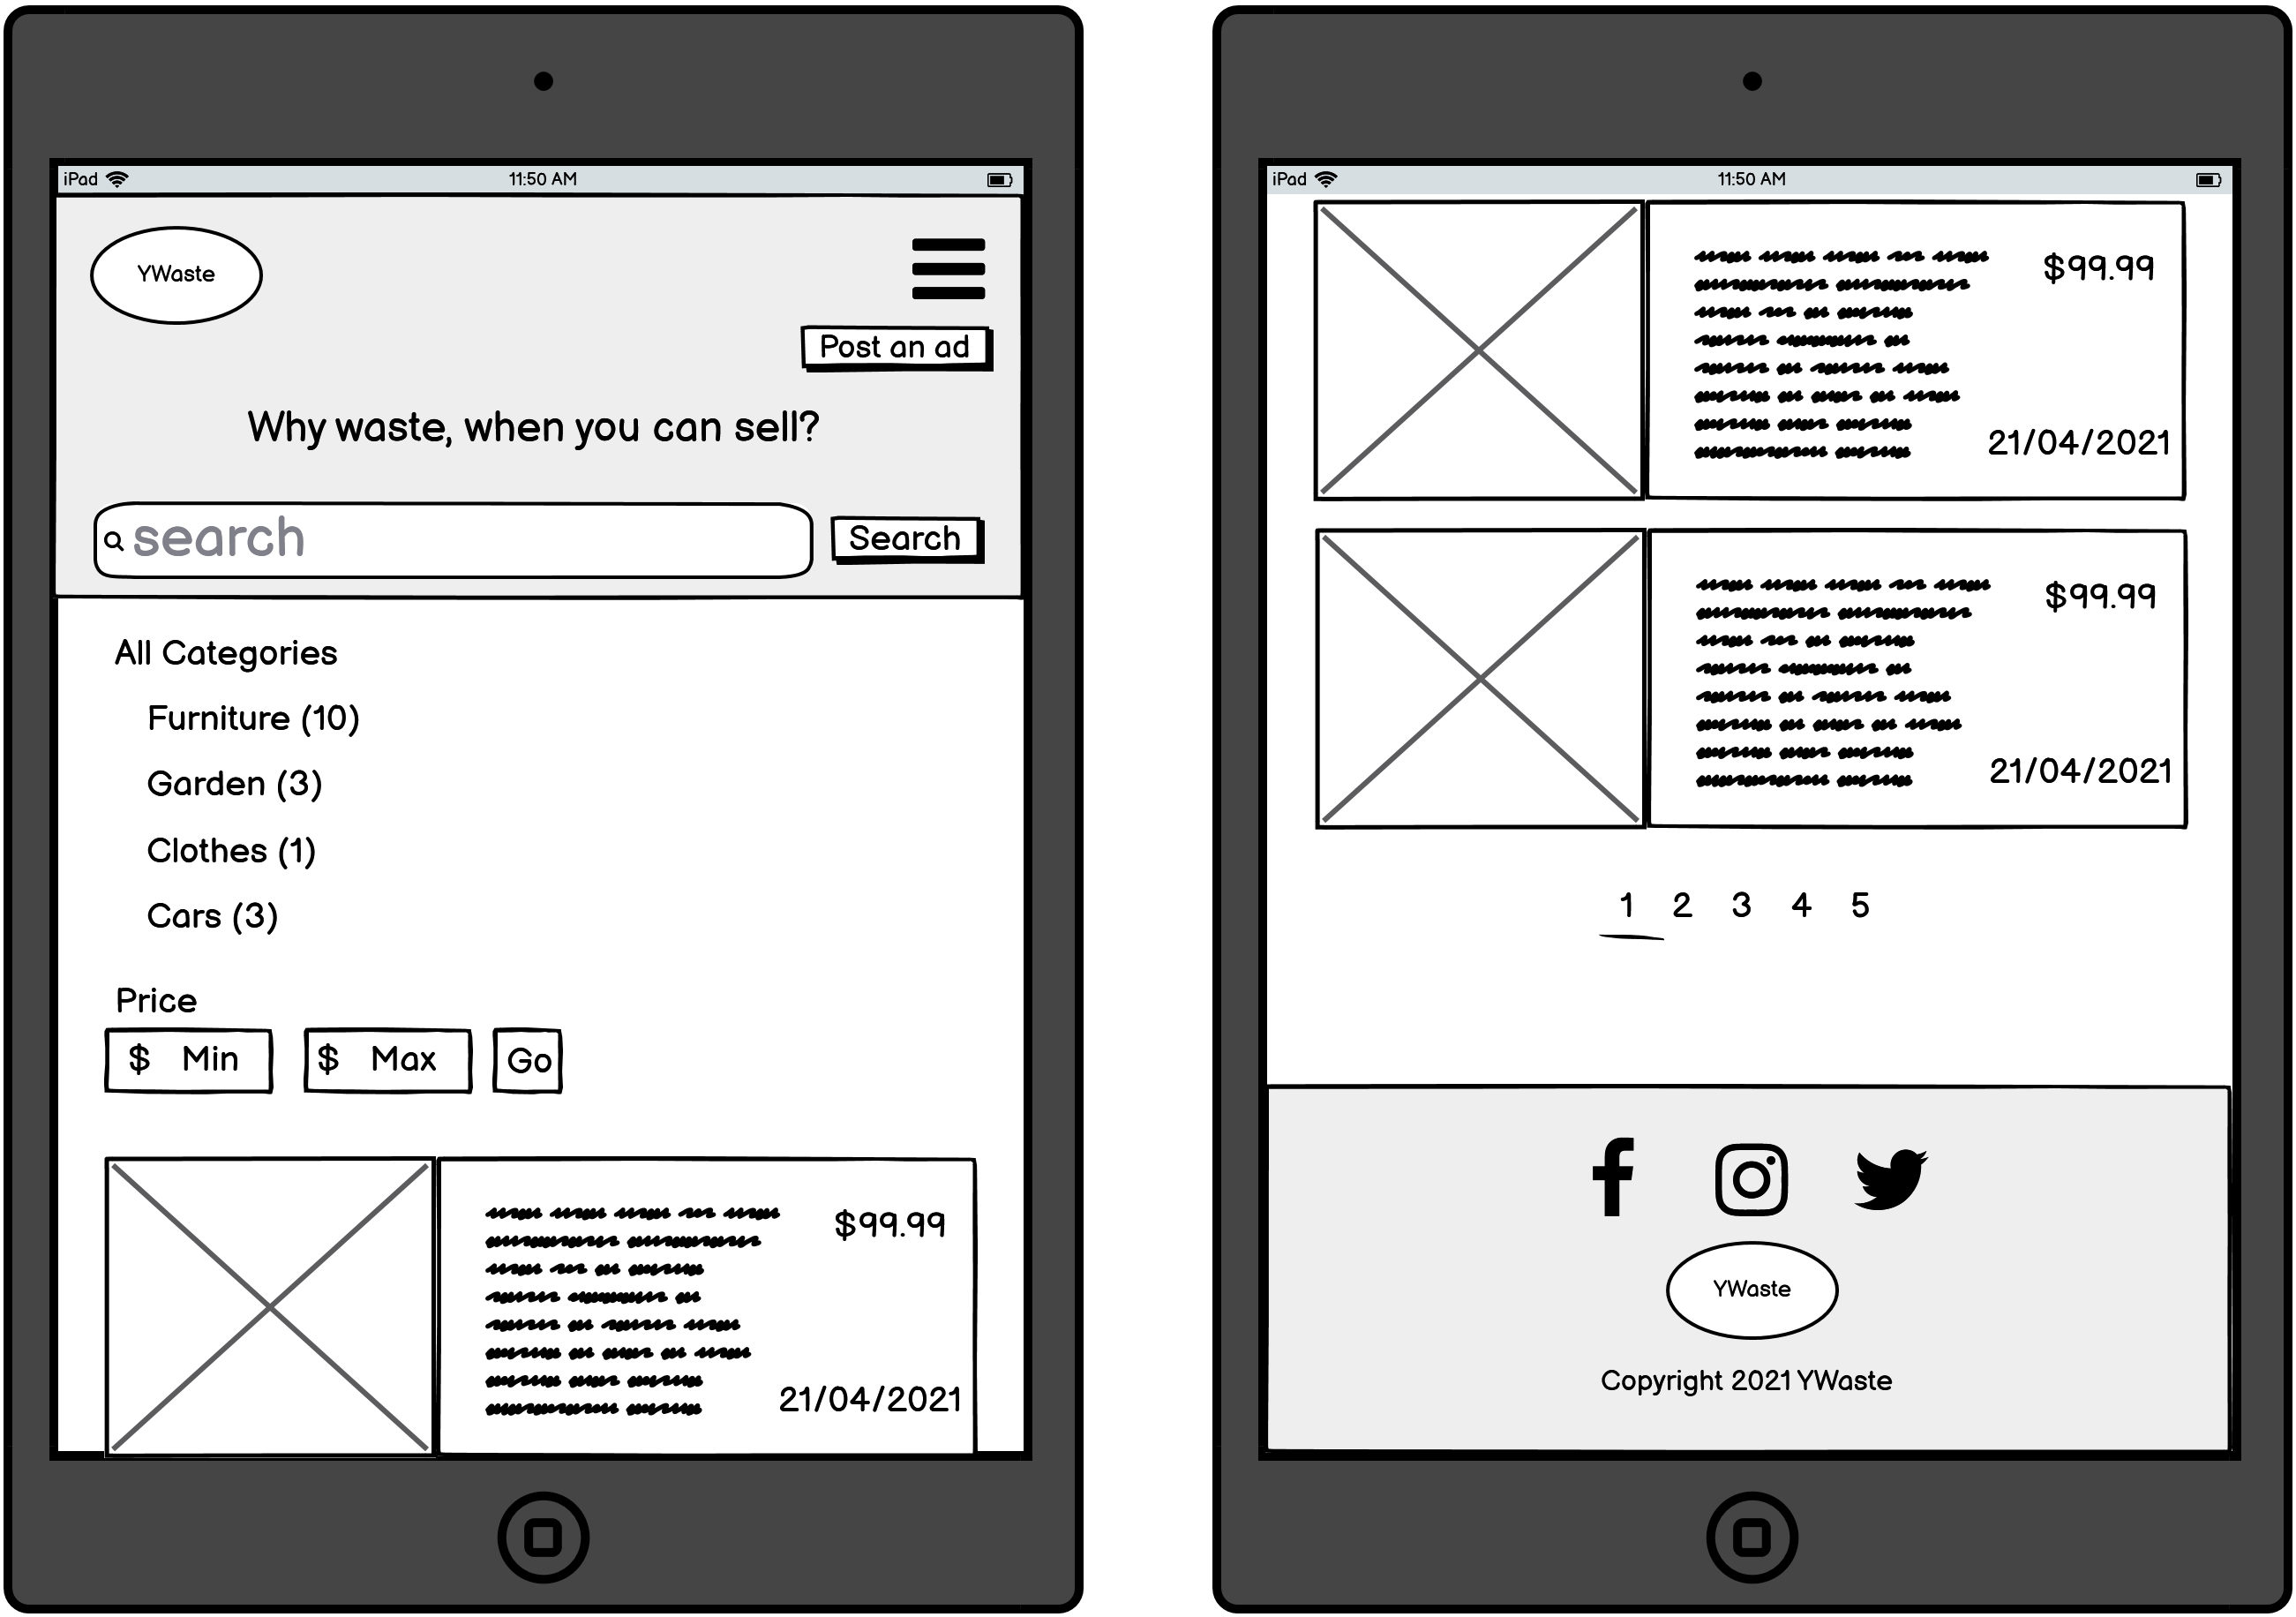 iPad
11:50 AM
YWaste
Post an ad
Why waste, when you can sell?
search
Search
All Categories
Furniture (10)
Garden (3)
Clothes (1)
Cars (3)
Price
$ Min
$ Max
Go
$99.99
21/04/2021
iPad
11:50 AM
$99.99
21/04/2021
$99.99
21/04/2021
1 2 3 4 5
YWaste
Copyright 2021 YWaste